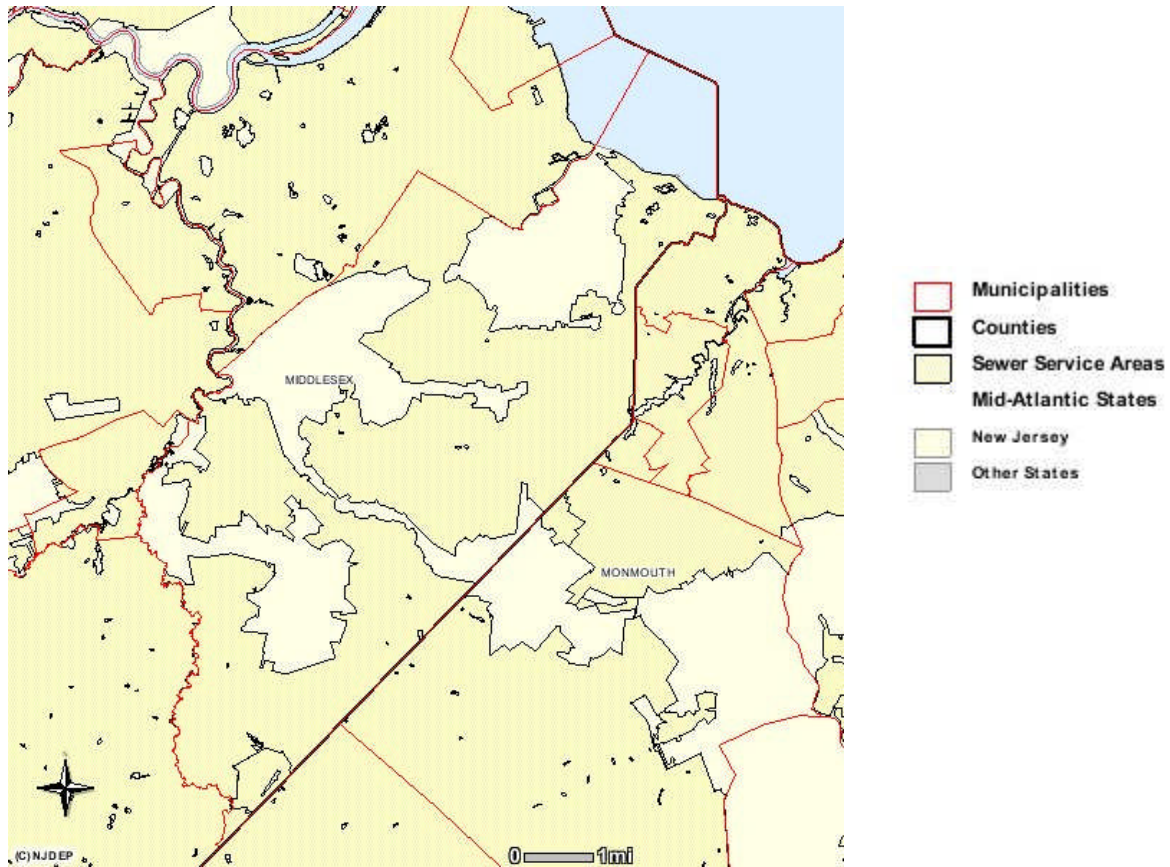 MIDDLESEX
MONMOUTH
(C)NJDEP
0 1mi
Municipalities
Counties
Sewer Service Areas
Mid-Atlantic States
New Jersey
Other States